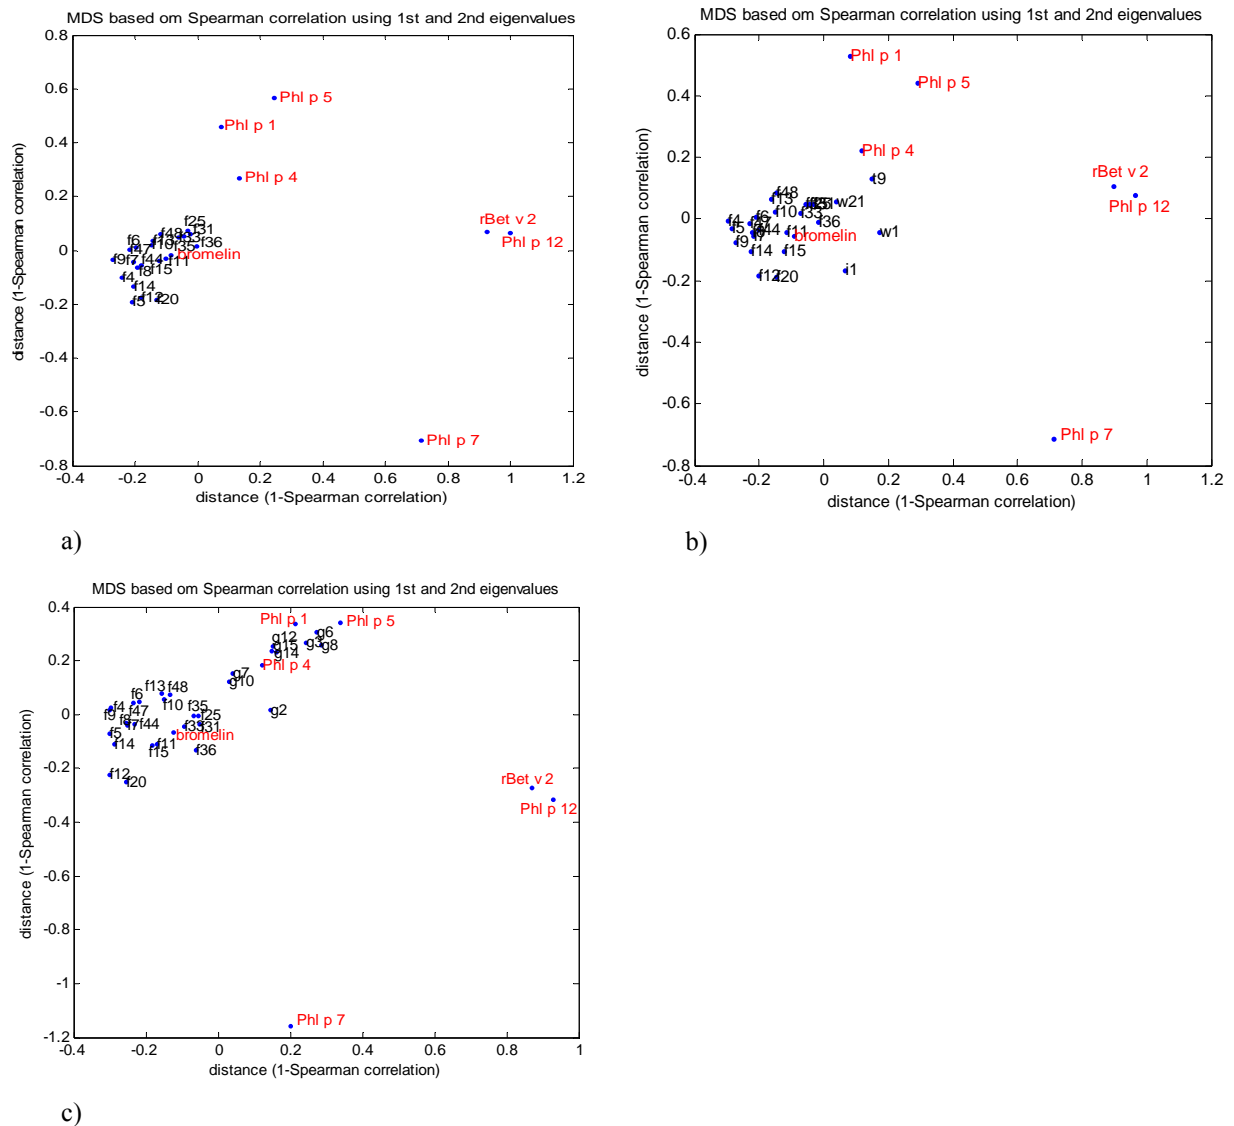 MDS based om Spearman correlation using 1st and 2nd eigenvalues
distance (1-Spearman correlation)
0.8
0.6
0.4
0.2
0
-0.2
-0.4
-0.6
-0.8
Phl p 5
Phl p 1
Phl p 4
rBet v 2
Phl p 12
f25
f31
f48
f13
f33
f6
f10
f35
f36
f47
bromelin
f9
f7
f44
f11
f8
f15
f4
f14
f12
f20
f5
Phl p 7
-0.4 -0.2 0 0.2 0.4 0.6 0.8 1 1.2
distance (1-Spearman correlation)
a)
MDS based om Spearman correlation using 1st and 2nd eigenvalues
distance (1-Spearman correlation)
0.6
0.4
0.2
0
-0.2
-0.4
-0.6
-0.8
Phl p 1
Phl p 5
Phl p 4
t9
rBet v 2
Phl p 12
f48
f13
w21
f10
f33
f6
f36
f4
f47
f5
f44
f11
bromelin
w1
f9
f14
f15
i1
f12
f20
Phl p 7
-0.4 -0.2 0 0.2 0.4 0.6 0.8 1 1.2
distance (1-Spearman correlation)
b)
MDS based om Spearman correlation using 1st and 2nd eigenvalues
distance (1-Spearman correlation)
0.4
0.2
0
-0.2
-0.4
-0.6
-0.8
-1
-1.2
Phl p 1
Phl p 5
g6
g12
g15
g3
g8
g14
Phl p 4
g7
g10
f13
f48
f6
f4
f10
f35
g2
f9
f47
f25
f8
f7
f44
f33
f31
f5
bromelin
f14
f11
f15
f36
f12
f20
rBet v 2
Phl p 12
Phl p 7
-0.4 -0.2 0 0.2 0.4 0.6 0.8 1
distance (1-Spearman correlation)
c)